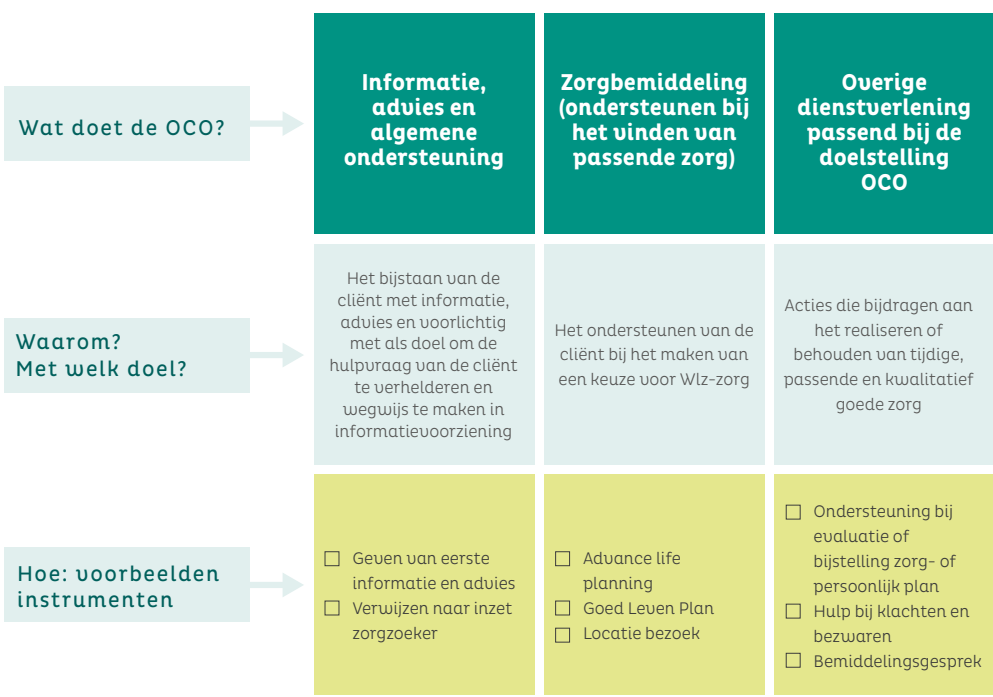 Wat doet de OCO?
Informatie,
advies en
algemene
ondersteuning
Zorgbemiddeling
(ondersteunen bij
het vinden van
passende zorg)
Overige
dienstverlening
passend bij de
doelstelling
OCO
Waarom?
Met welk doel?
Het bijstaan van de
cliënt met informatie,
advies en voorlichtig
met als doel om de
hulpvraag van de cliënt
te verhelderen en
wegwijs te maken in
informatievoorziening
Het ondersteunen van de
cliënt bij het maken van
een keuze voor Wlz-zorg
Acties die bijdragen aan
het realiseren of
behouden van tijdige,
passende en kwalitatief
goede zorg
Hoe: voorbeelden
instrumenten
☐ Geven van eerste
informatie en advies
☐ Verwijzen naar inzet
zorgzoeker
☐ Advance life
planning
☐ Goed Leven Plan
☐ Locatie bezoek
☐ Ondersteuning bij
evaluatie of
bijstelling zorg- of
persoonlijk plan
☐ Hulp bij klachten en
bezwaren
☐ Bemiddelingsgesprek